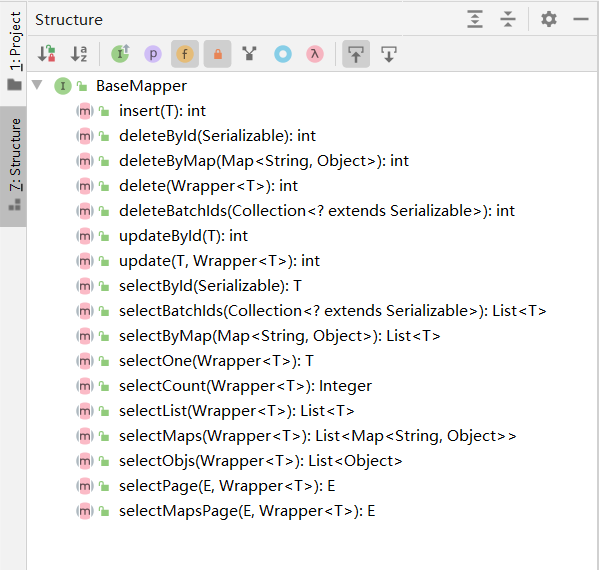 1: Project
7: Structure
Structure
BaseMapper
insert(T): int
deleteById(Serializable): int
deleteByMap(Map<String, Object>): int
delete(Wrapper<T>): int
deleteBatchIds(Collection<? extends Serializable>): int
updateById(T): int
update(T, Wrapper<T>): int
selectById(Serializable): T
selectBatchIds(Collection<? extends Serializable>): List<T>
selectByMap(Map<String, Object>): List<T>
selectOne(Wrapper<T>): T
selectCount(Wrapper<T>): Integer
selectList(Wrapper<T>): List<T>
selectMaps(Wrapper<T>): List<Map<String, Object>>
selectObjs(Wrapper<T>): List<Object>
selectPage(E, Wrapper<T>): E
selectMapsPage(E, Wrapper<T>): E